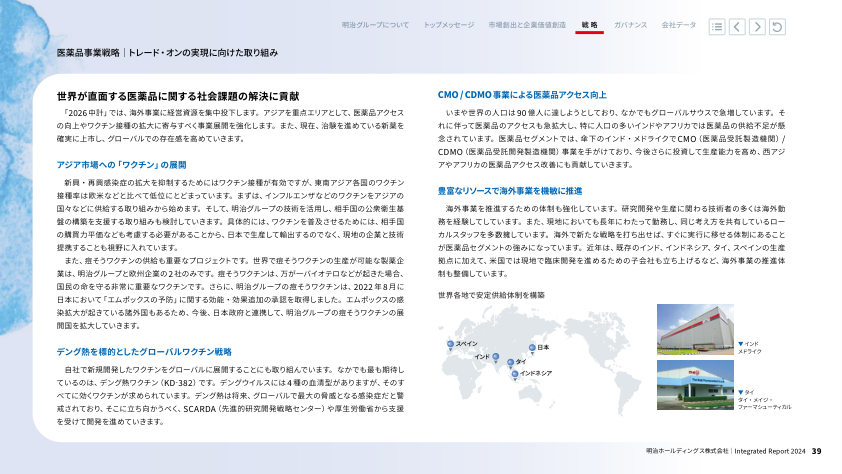 明治グループについて　トップメッセージ　市場創出と企業価値創造　戦略　ガバナンス　会社データ
医薬品事業戦略｜トレード・オンの実現に向けた取り組み
世界が直面する医薬品に関する社会課題の解決に貢献
「2026中計」では、海外事業に経営資源を集中投下します。アジアを重点エリアとして、医薬品アクセス
の向上やワクチン接種の拡大に寄与すべく事業展開を強化します。また、現在、治験を進めている新薬を
確実に上市し、グローバルでの存在感を高めていきます。
アジア市場への「ワクチン」の展開
新興・再興感染症の拡大を抑制するためにはワクチン接種が有効ですが、東南アジア各国のワクチン
接種率は欧米などと比べて低位にとどまっています。まずは、インフルエンザなどのワクチンをアジアの
国々などに供給する取り組みから始めます。そして、明治グループの技術を活用し、相手国の公衆衛生基
盤の構築を支援する取り組みも検討していきます。具体的には、ワクチンを普及させるためには、相手国
の購買力平価なども考慮する必要があることから、日本で生産して輸出するのでなく、現地の企業と技術
提携することも視野に入れています。
また、痘そうワクチンの供給も重要なプロジェクトです。世界で痘そうワクチンの生産が可能な製薬企
業は、明治グループと欧州企業の2社のみです。痘そうワクチンは、万が一バイオテロなどが起きた場合、
国民の命を守る非常に重要なワクチンです。さらに、明治グループの痘そうワクチンは、2022年8月に
日本において「エムポックスの予防」に関する効能・効果追加の承認を取得しました。エムポックスの感
染拡大が起きている諸外国もあるため、今後、日本政府と連携して、明治グループの痘そうワクチンの展
開国を拡大していきます。
デング熱を標的としたグローバルワクチン戦略
自社で新規開発したワクチンをグローバルに展開することにも取り組んでいます。なかでも最も期待し
ているのは、デング熱ワクチン（KD-382）です。デングウイルスには4種の血清型がありますが、そのす
べてに効くワクチンが求められています。デング熱は将来、グローバルで最大の脅威となる感染症だと警
戒されており、そこに立ち向かうべく、SCARDA（先進的研究開発戦略センター）や厚生労働省から支援
を受けて開発を進めていきます。
CMO / CDMO事業による医薬品アクセス向上
いまや世界の人口は90億人に達しようとしており、なかでもグローバルサウスで急増しています。そ
れに伴って医薬品のアクセスも急拡大し、特に人口の多いインドやアフリカでは医薬品の供給不足が懸
念されています。医薬品セグメントでは、傘下のインド・メドライクでCMO（医薬品受託製造機関）/
CDMO（医薬品受託開発製造機関）事業を手がけており、今後さらに投資して生産能力を高め、西アジ
アやアフリカの医薬品アクセス改善にも貢献していきます。
豊富なリソースで海外事業を機敏に推進
海外事業を推進するための体制も強化しています。研究開発や生産に関わる技術者の多くは海外勤
務を経験してしています。また、現地においても長年にわたって勤務し、同じ考え方を共有しているロー
カルスタッフを多数擁しています。海外で新たな戦略を打ち出せば、すぐに実行に移せる体制にあること
が医薬品セグメントの強みになっています。近年は、既存のインド、インドネシア、タイ、スペインの生産
拠点に加えて、米国では現地で臨床開発を進めるための子会社も立ち上げるなど、海外事業の推進体
制も整備しています。
世界各地で安定供給体制を構築
スペイン
インド
日本
タイ
インドネシア
▼ インド
メドライク
meiji
▼ タイ
タイ・メイジ・
ファーマシューティカル
明治ホールディングス株式会社｜Integrated Report 2024　39